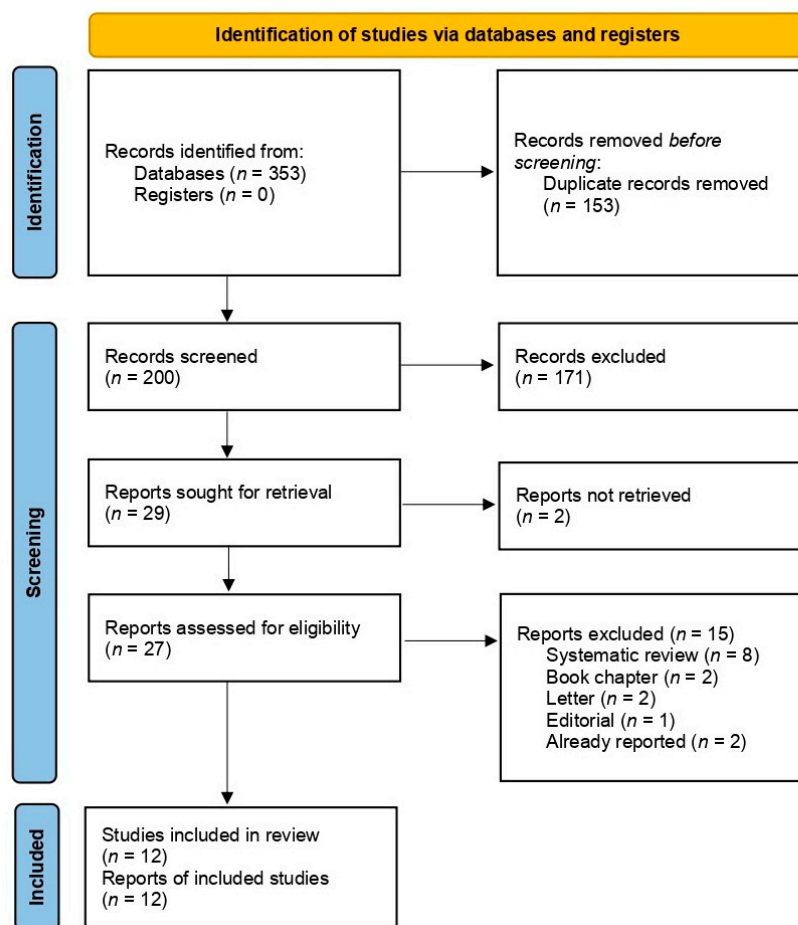 Identification of studies via databases and registers
Identification
Records identified from:
Databases (n = 353)
Registers (n = 0)
Records removed before
screening:
Duplicate records removed
(n = 153)
Screening
Records screened
(n = 200)
Records excluded
(n = 171)
Reports sought for retrieval
(n = 29)
Reports not retrieved
(n = 2)
Reports assessed for eligibility
(n = 27)
Reports excluded (n = 15)
Systematic review (n = 8)
Book chapter (n = 2)
Letter (n = 2)
Editorial (n = 1)
Already reported (n = 2)
Included
Studies included in review
(n = 12)
Reports of included studies
(n = 12)